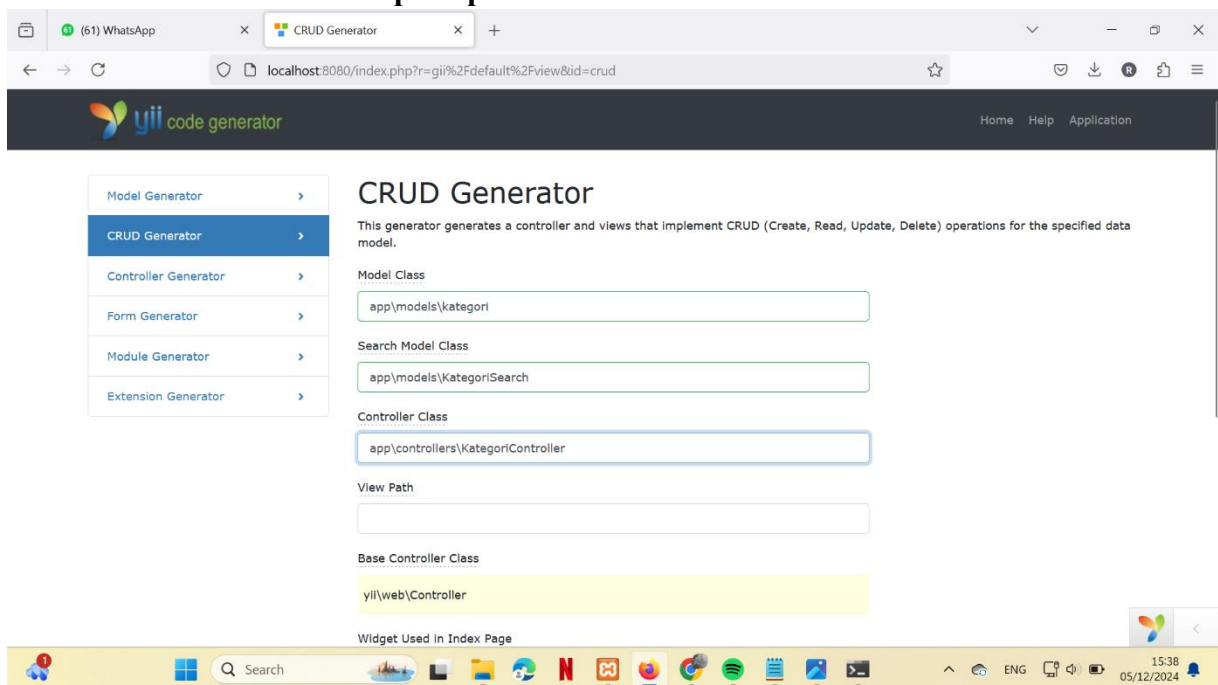 (61) WhatsApp
CRUD Generator
localhost:8080/index.php?r=gii%2Fdefault%2Fview&id=crud
yii code generator
Home Help Application
Model Generator
CRUD Generator
Controller Generator
Form Generator
Module Generator
Extension Generator
CRUD Generator
This generator generates a controller and views that implement CRUD (Create, Read, Update, Delete) operations for the specified data
model.
Model Class
app\models\kategori
Search Model Class
app\models\KategoriSearch
Controller Class
app\controllers\KategoriController
View Path
Base Controller Class
yii\web\Controller
Widget Used in Index Page
Search
ENG
15:38
05/12/2024